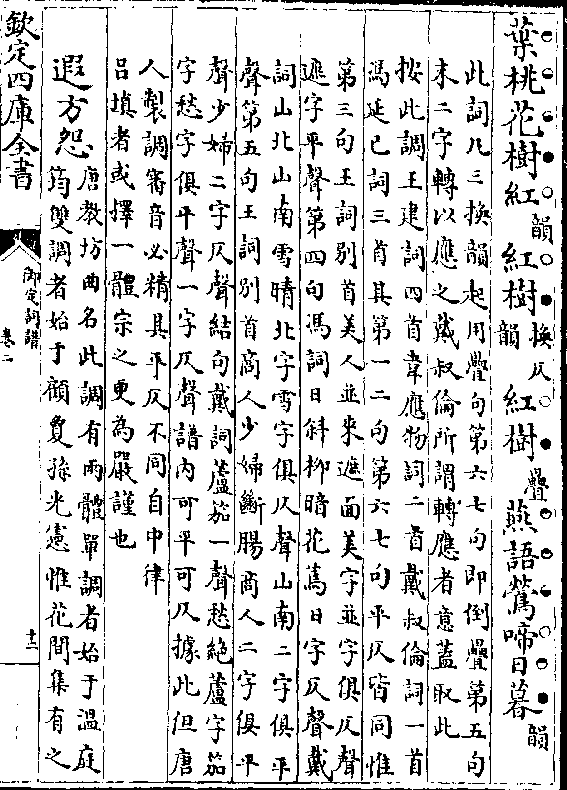 葉桃花樹紅韻紅樹換仄韻紅樹疊燕語鶯啼日暮韻
此詞凡三換韻起用疊句第六七句即倒疊第五句
末二字轉以應之戴叔倫所謂轉應者意蓋取此
按此調王建詞四首韋應物詞二首戴叔倫詞一首
馮延巳詞三首其第一二句第六七句平仄皆同惟
第三句王詞別首美人並來遮面美字並字俱仄聲
遮字平聲第四句馮詞日斜柳暗花蔫日字仄聲戴
詞山北山南雪晴北字雪字俱仄聲山南二字俱平
聲第五句王詞別首商人少婦斷腸商人二字俱平
聲少婦二字仄聲結句戴詞蘆笳一聲愁絕蘆字笳
字愁字俱平聲一字仄聲譜內可平可仄據此但唐
人製調審音必精其平仄不同自中律
呂填者或擇一體宗之更為嚴謹也
遐方怨唐教坊曲名此調有兩體單調者始于溫庭
筠雙調者始于顧敻孫光憲惟花間集有之
欽定四庫全書
御定詞譜
卷二
十三